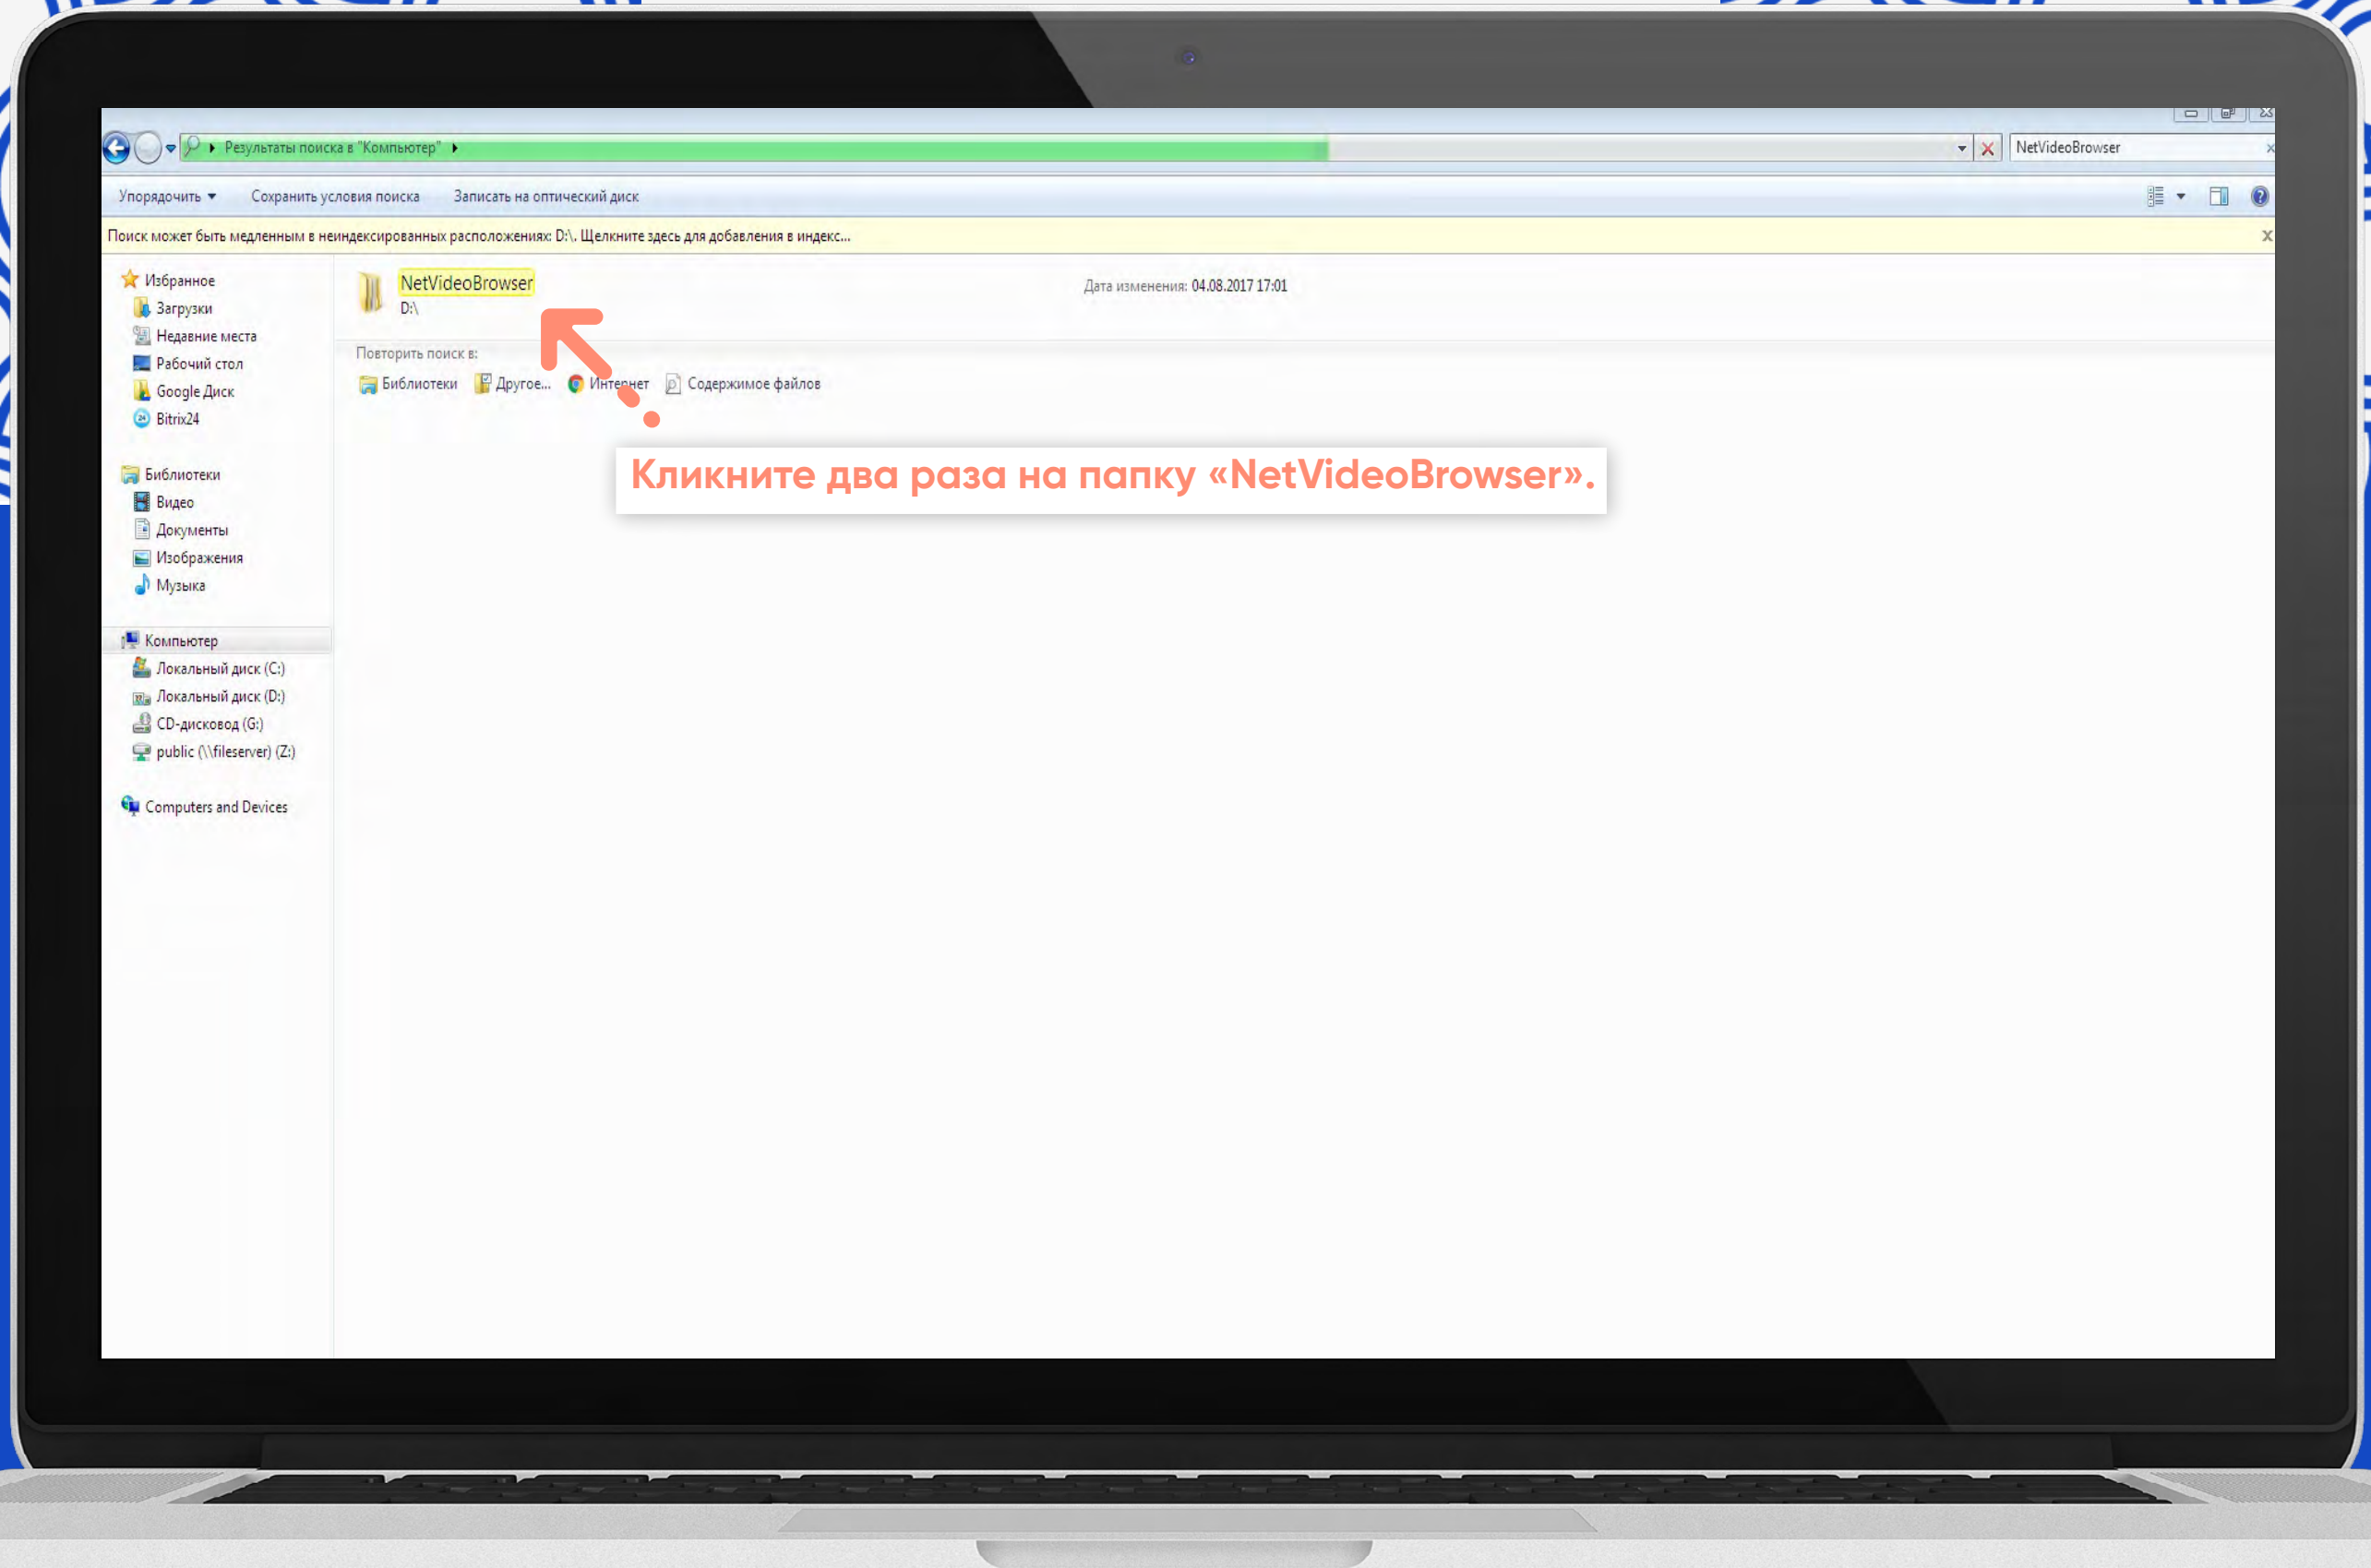 Результаты поиска в "Компьютер"
NetVideoBrowser
Упорядочить
Сохранить условия поиска
Записать на оптический диск
Поиск может быть медленным в неиндексированных расположениях: D:\. Щелкните здесь для добавления в индекс...
Избранное
Загрузки
Недавние места
Рабочий стол
Google Диск
Bitrix24
Библиотеки
Видео
Документы
Изображения
Музыка
Компьютер
Локальный диск (C:)
Локальный диск (D:)
CD-дисковод (G:)
public (\\fileserver) (Z:)
Computers and Devices
NetVideoBrowser
D:\
Дата изменения: 04.08.2017 17:01
Повторить поиск в:
Библиотеки
Другое...
Интернет
Содержимое файлов
Кликните два раза на папку «NetVideoBrowser».